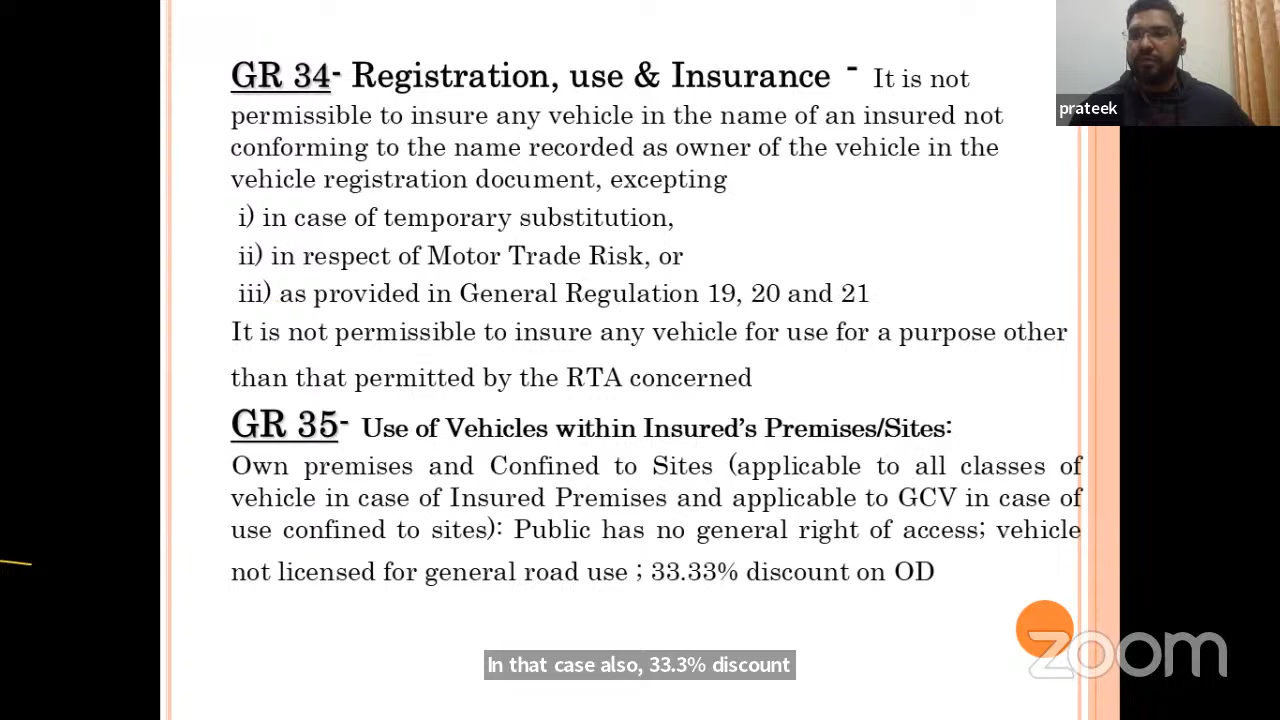 GR 34- Registration, use & Insurance - It is not
permissible to insure any vehicle in the name of an insured not
conforming to the name recorded as owner of the vehicle in the
vehicle registration document, excepting
i) in case of temporary substitution,
ii) in respect of Motor Trade Risk, or
iii) as provided in General Regulation 19, 20 and 21
It is not permissible to insure any vehicle for use for a purpose other
than that permitted by the RTA concerned
GR 35- Use of Vehicles within Insured's Premises/Sites:
Own premises and Confined to Sites (applicable to all classes of
vehicle in case of Insured Premises and applicable to GCV in case of
use confined to sites): Public has no general right of access; vehicle
not licensed for general road use ; 33.33% discount on OD
prateek
In that case also, 33.3% discount
zoom